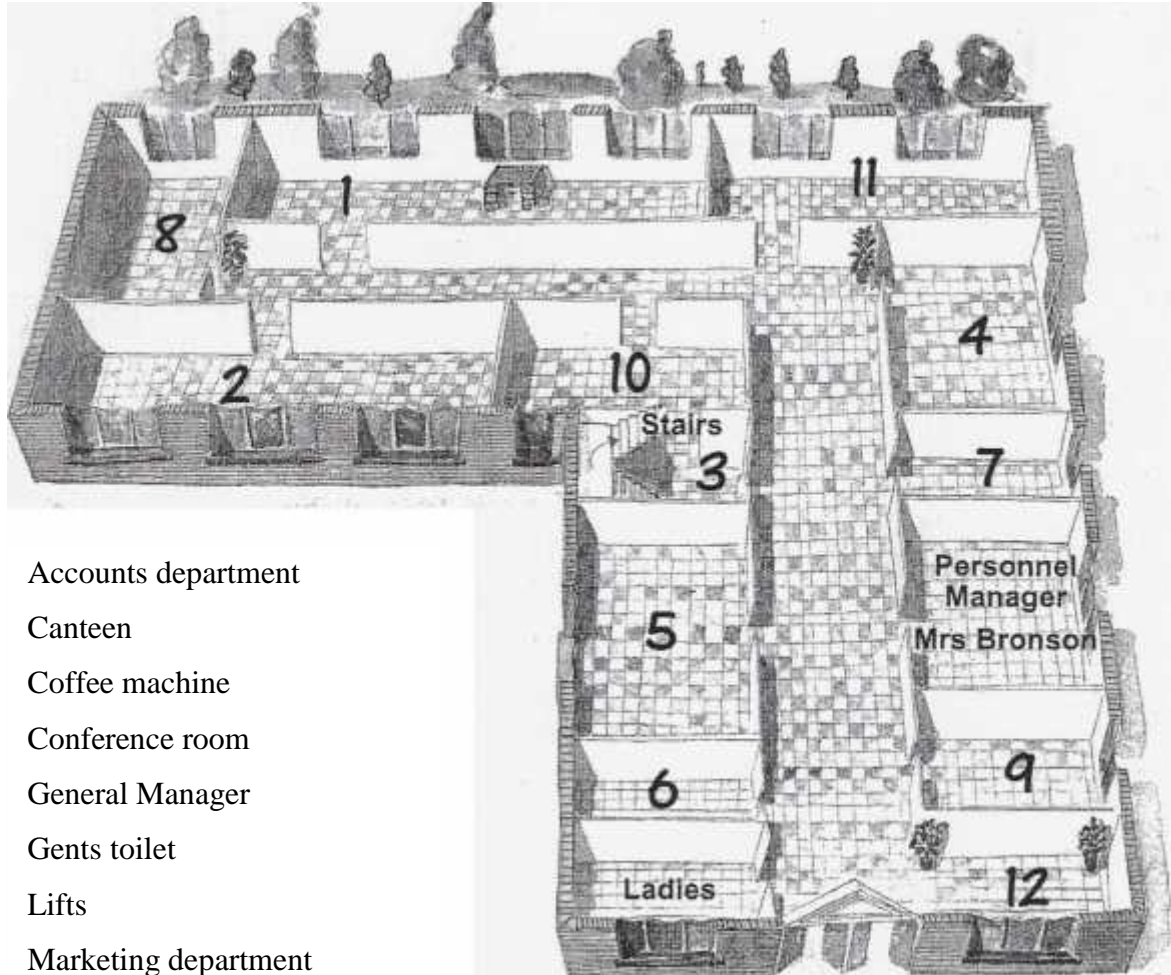 1
11
8
4
2
10
Stairs
3
7
Personnel
Manager
Mrs Bronson
5
9
6
Ladies
12
Accounts department
Canteen
Coffee machine
Conference room
General Manager
Gents toilet
Lifts
Marketing department